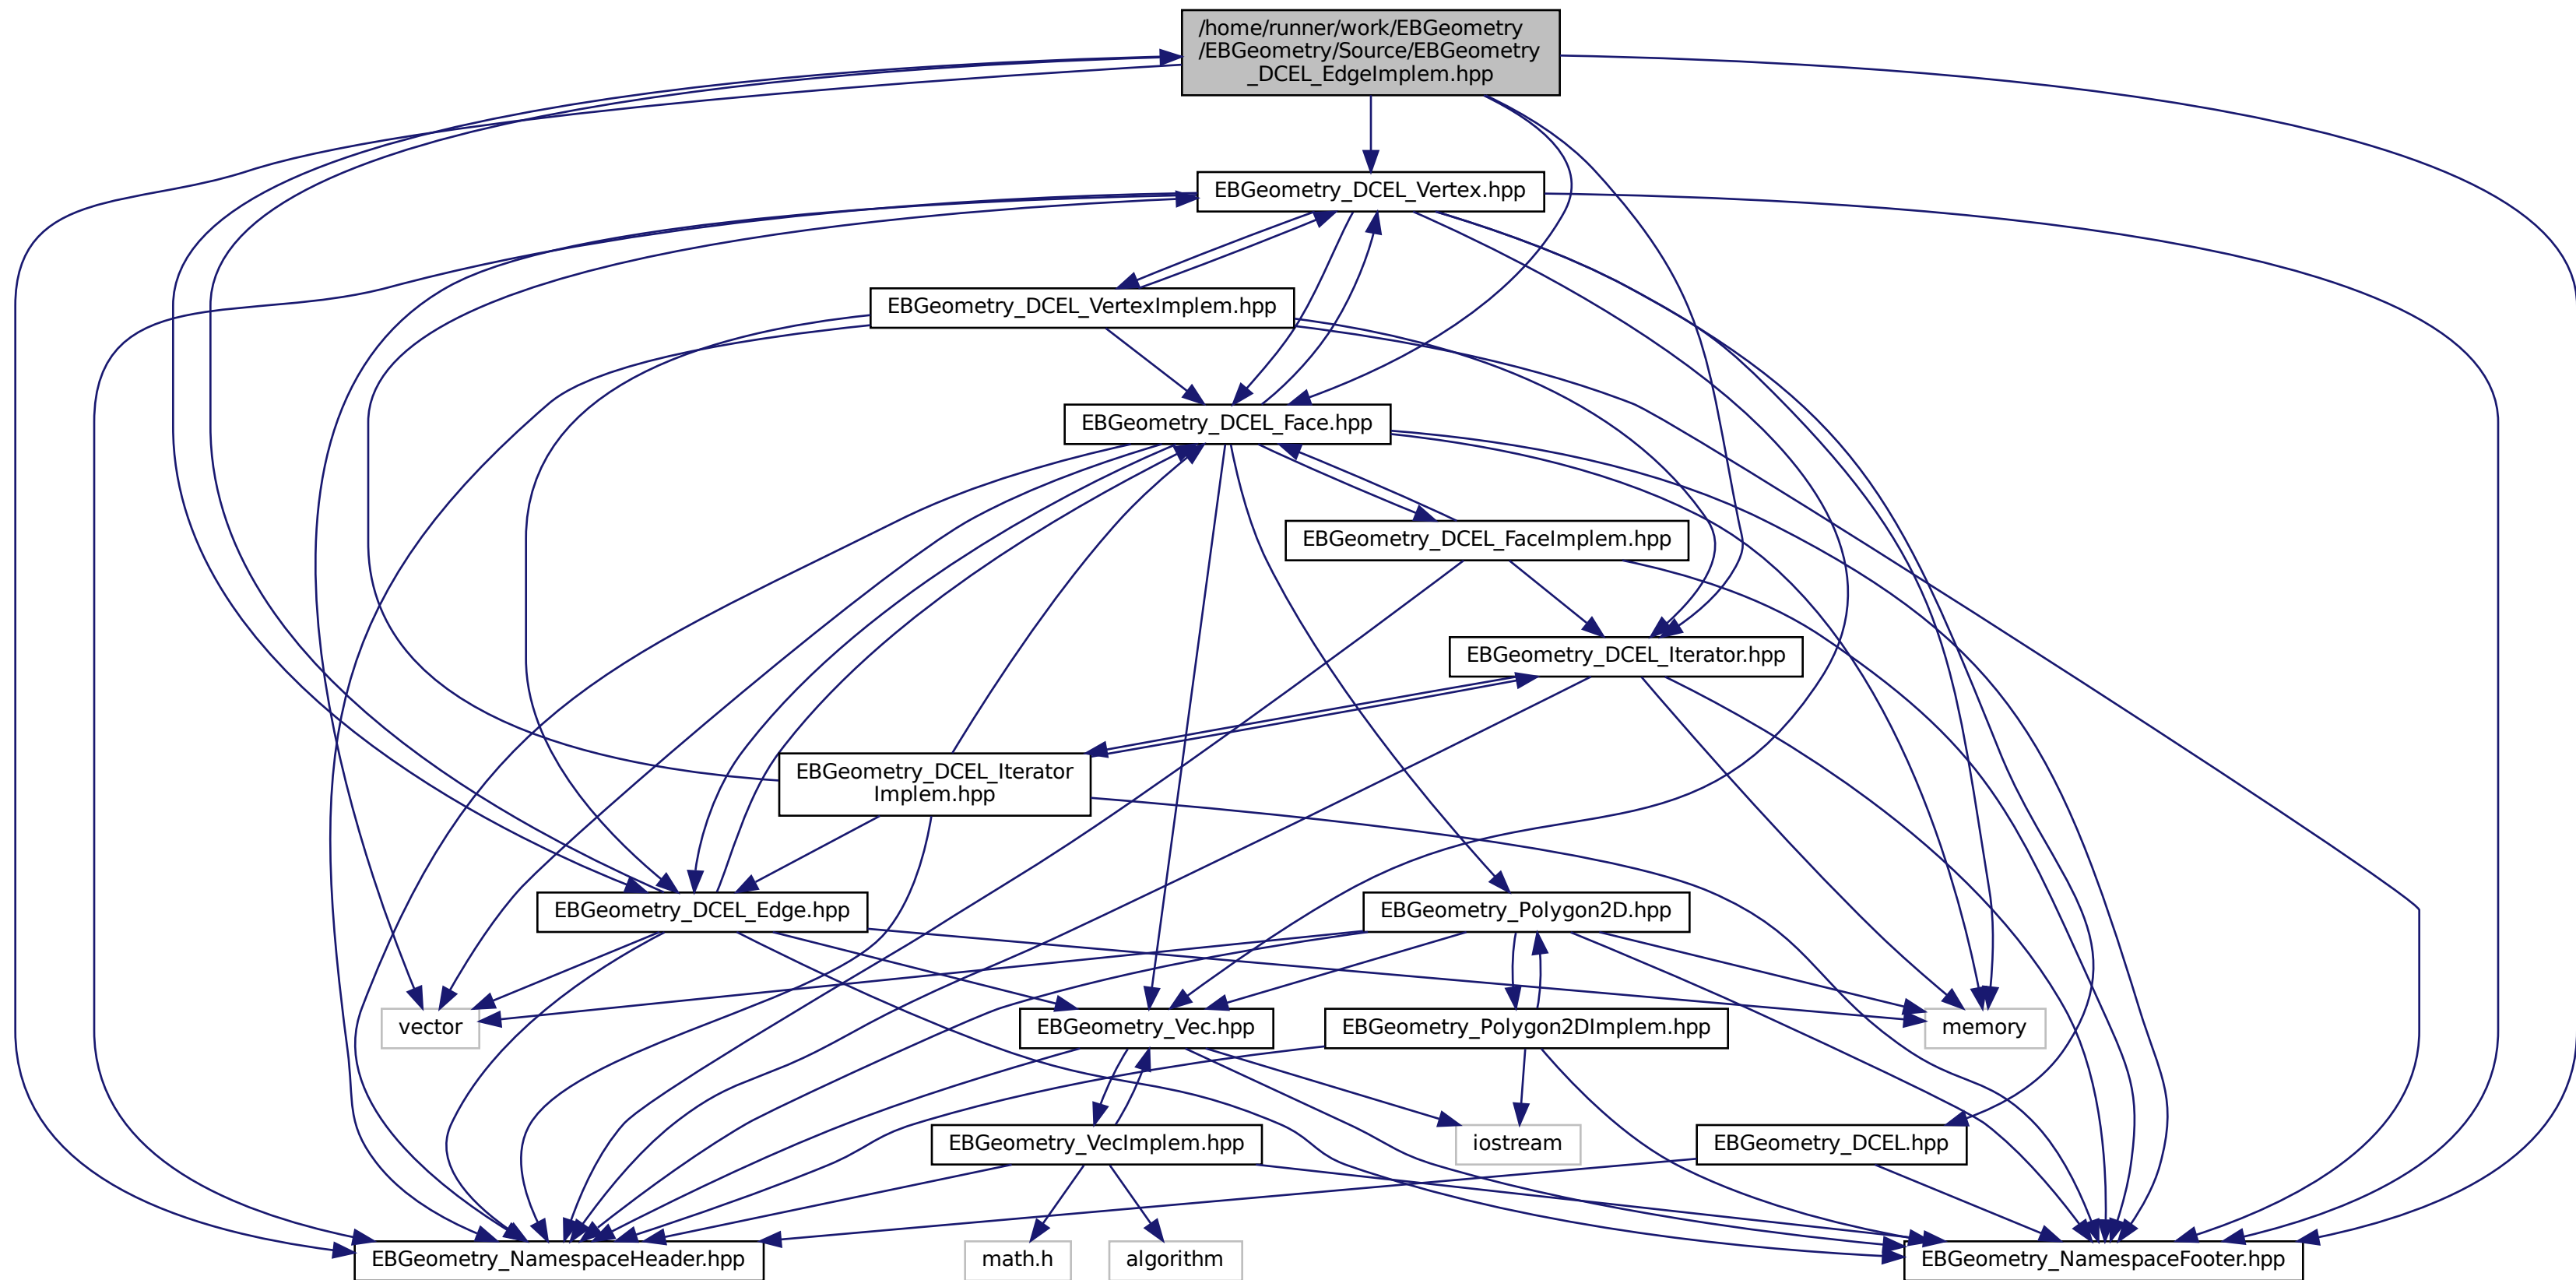 /home/runner/work/EBGeometry
/EBGeometry/Source/EBGeometry
_DCEL_EdgeImplem.hpp
EBGeometry_DCEL_Vertex.hpp
EBGeometry_DCEL_VertexImplem.hpp
EBGeometry_DCEL_Face.hpp
EBGeometry_DCEL_FaceImplem.hpp
EBGeometry_DCEL_Iterator.hpp
EBGeometry_DCEL_Iterator
Implem.hpp
EBGeometry_DCEL_Edge.hpp
EBGeometry_Polygon2D.hpp
vector
EBGeometry_Vec.hpp
EBGeometry_Polygon2DImplem.hpp
memory
EBGeometry_VecImplem.hpp
iostream
EBGeometry_DCEL.hpp
EBGeometry_NamespaceHeader.hpp
math.h
algorithm
EBGeometry_NamespaceFooter.hpp